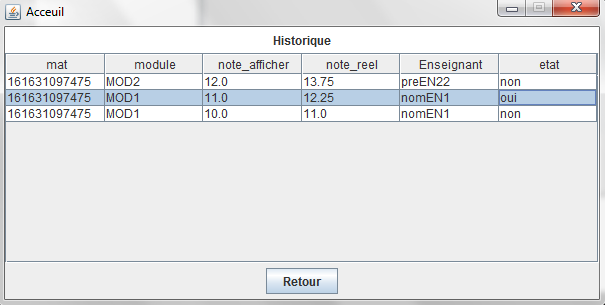 Acceuil
Historique
mat module note_afficher note_reel Enseignant etat
161631097475 MOD2 12.0 13.75 preEN22 non
161631097475 MOD1 11.0 12.25 nomEN1 oui
161631097475 MOD1 10.0 11.0 nomEN1 non
Retour